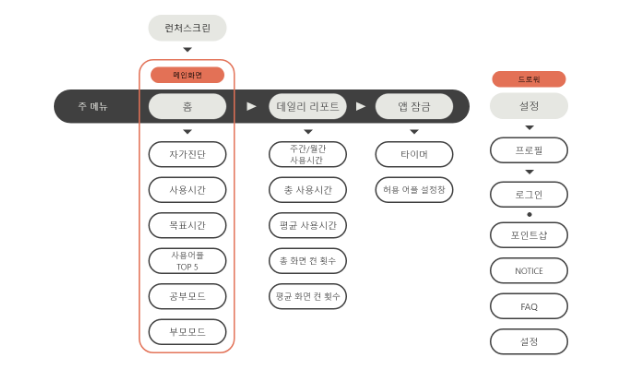 런처스크린
메인화면
주 메뉴
홈
자가진단
사용시간
목표시간
사용어플
TOP 5
공부모드
부모모드
데일리 리포트
주간/월간
사용시간
총 사용시간
평균 사용시간
총 화면 켠 횟수
평균 화면 켠 횟수
앱 잠금
타이머
허용 어플 설정창
드로워
설정
프로필
로그인
포인트샵
NOTICE
FAQ
설정